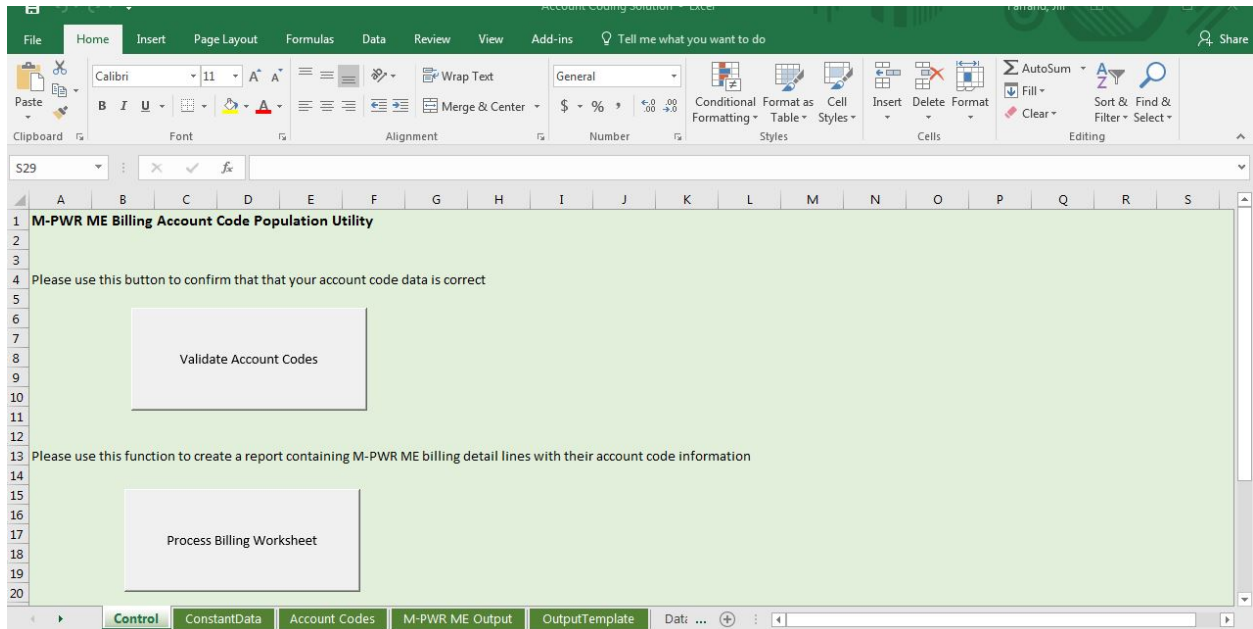 Account Coding Solution - Excel
File Home Insert Page Layout Formulas Data Review View Add-ins Tell me what you want to do Share
Calibri 11 A A Wrap Text General AutoSum
Paste B I U A Merge & Center $ % , Conditional Format as Cell Insert Delete Format Fill Sort & Find &
Formatting Table Styles Clear Filter Select
Clipboard Font Alignment Number Styles Cells Editing
S29 fx
A B C D E F G H I J K L M N O P Q R S
1 M-PWR ME Billing Account Code Population Utility
2
3
4 Please use this button to confirm that that your account code data is correct
5
6
7
8 Validate Account Codes
9
10
11
12
13 Please use this function to create a report containing M-PWR ME billing detail lines with their account code information
14
15
16
17 Process Billing Worksheet
18
19
20
Control ConstantData Account Codes M-PWR ME Output OutputTemplate Data ...